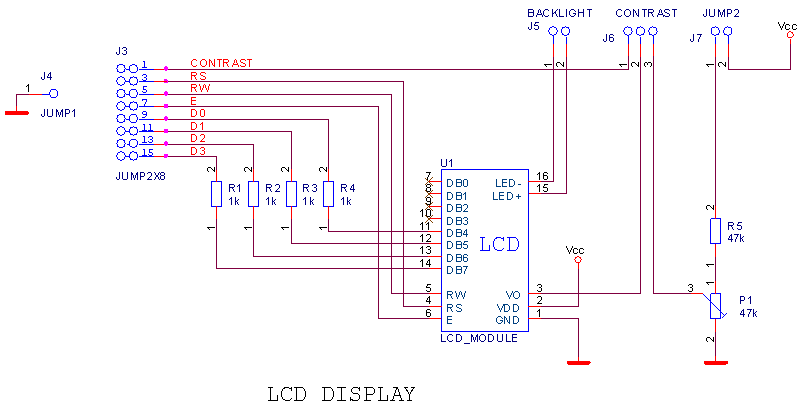 BACKLIGHT CONTRAST JUMP2
J5 J6 J7 Vcc
1 2 1 2 3 1 2
J3
J4
1
JUMP1
1 CONTRAST
3 RS
5 RW
7 E
9 D0
11 D1
13 D2
15 D3
JUMP2X8
2 2 2 2
R1 R2 R3 R4
1k 1k 1k 1k
1 1 1 1
U1
7 DB0 LED- 16
8 DB1 LED+ 15
9 DB2
10 DB3
11 DB4
12 DB5
13 DB6
14 DB7
LCD
5 RW VO 3
4 RS VDD 2
6 E GND 1
LCD_MODULE
Vcc
2
R5
47k
1
1
3
P1
47k
2
LCD DISPLAY